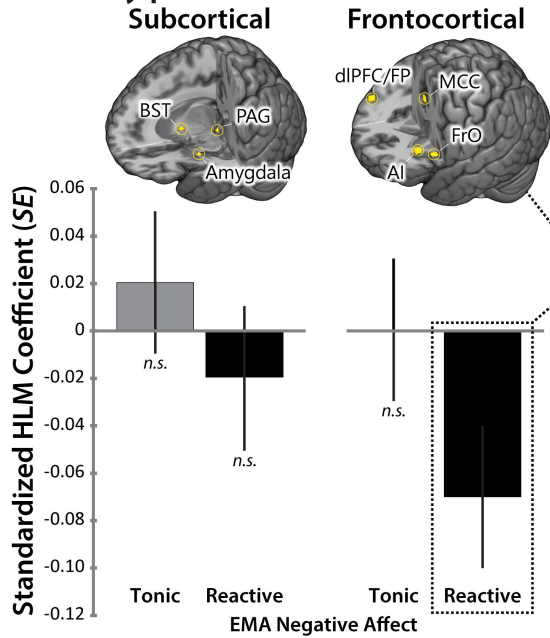 Subcortical
Frontocortical
BST
PAG
Amygdala
dlPFC/FP
MCC
FrO
AI
Standardized HLM Coefficient (SE)
0.06
0.04
0.02
0
-0.02
-0.04
-0.06
-0.08
-0.10
-0.12
n.s.
n.s.
n.s.
Tonic Reactive
Tonic Reactive
EMA Negative Affect